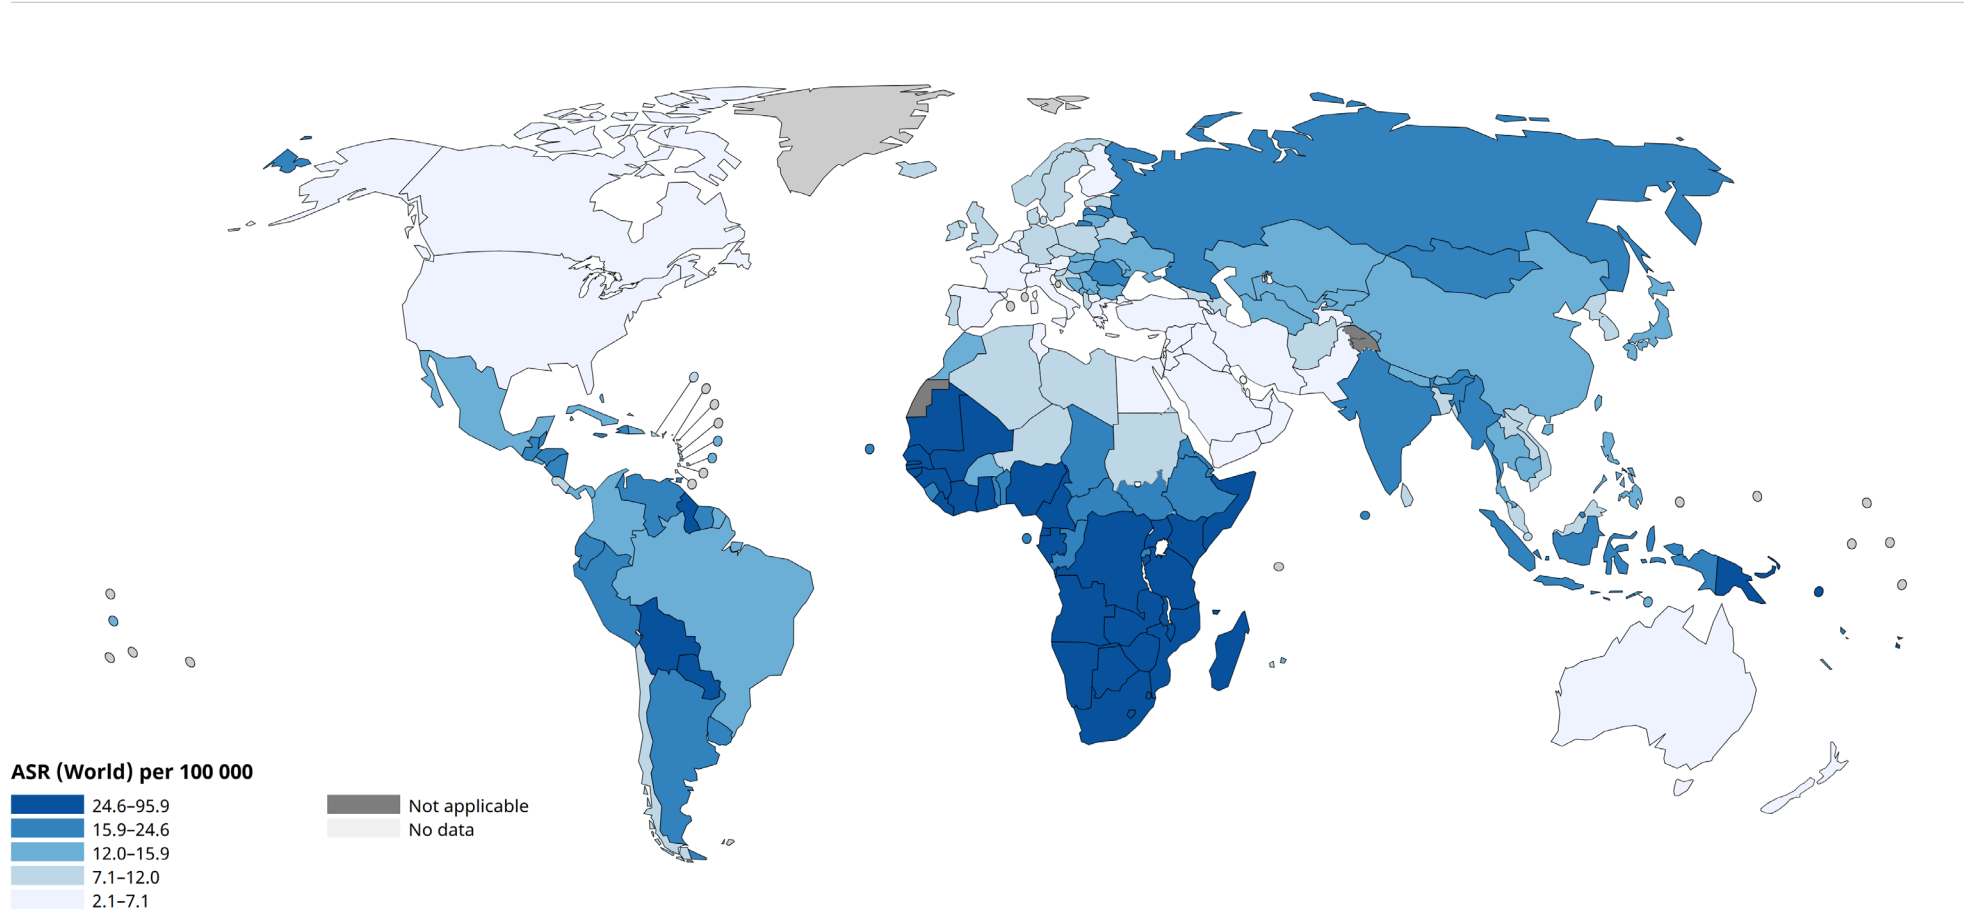 ASR (World) per 100 000
24.6–95.9
15.9–24.6
12.0–15.9
7.1–12.0
2.1–7.1
Not applicable
No data